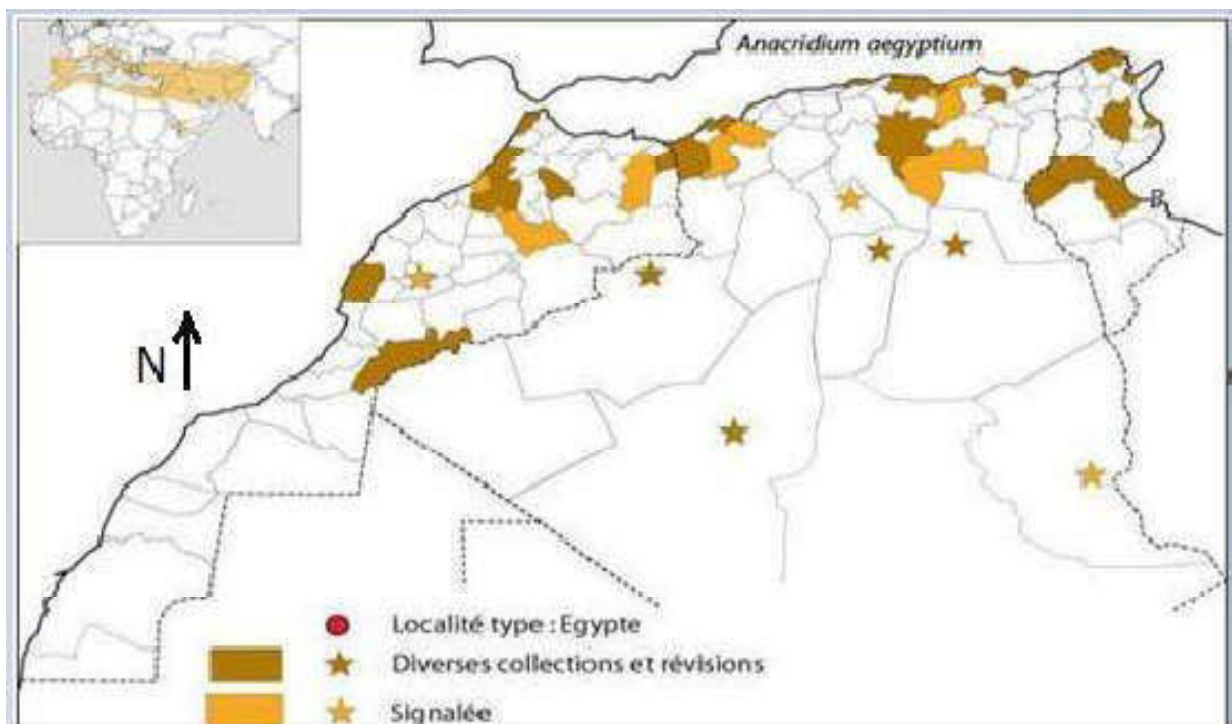 Anacridium aegyptium
N
Localité type : Egypte
Diverses collections et révisions
Signalée